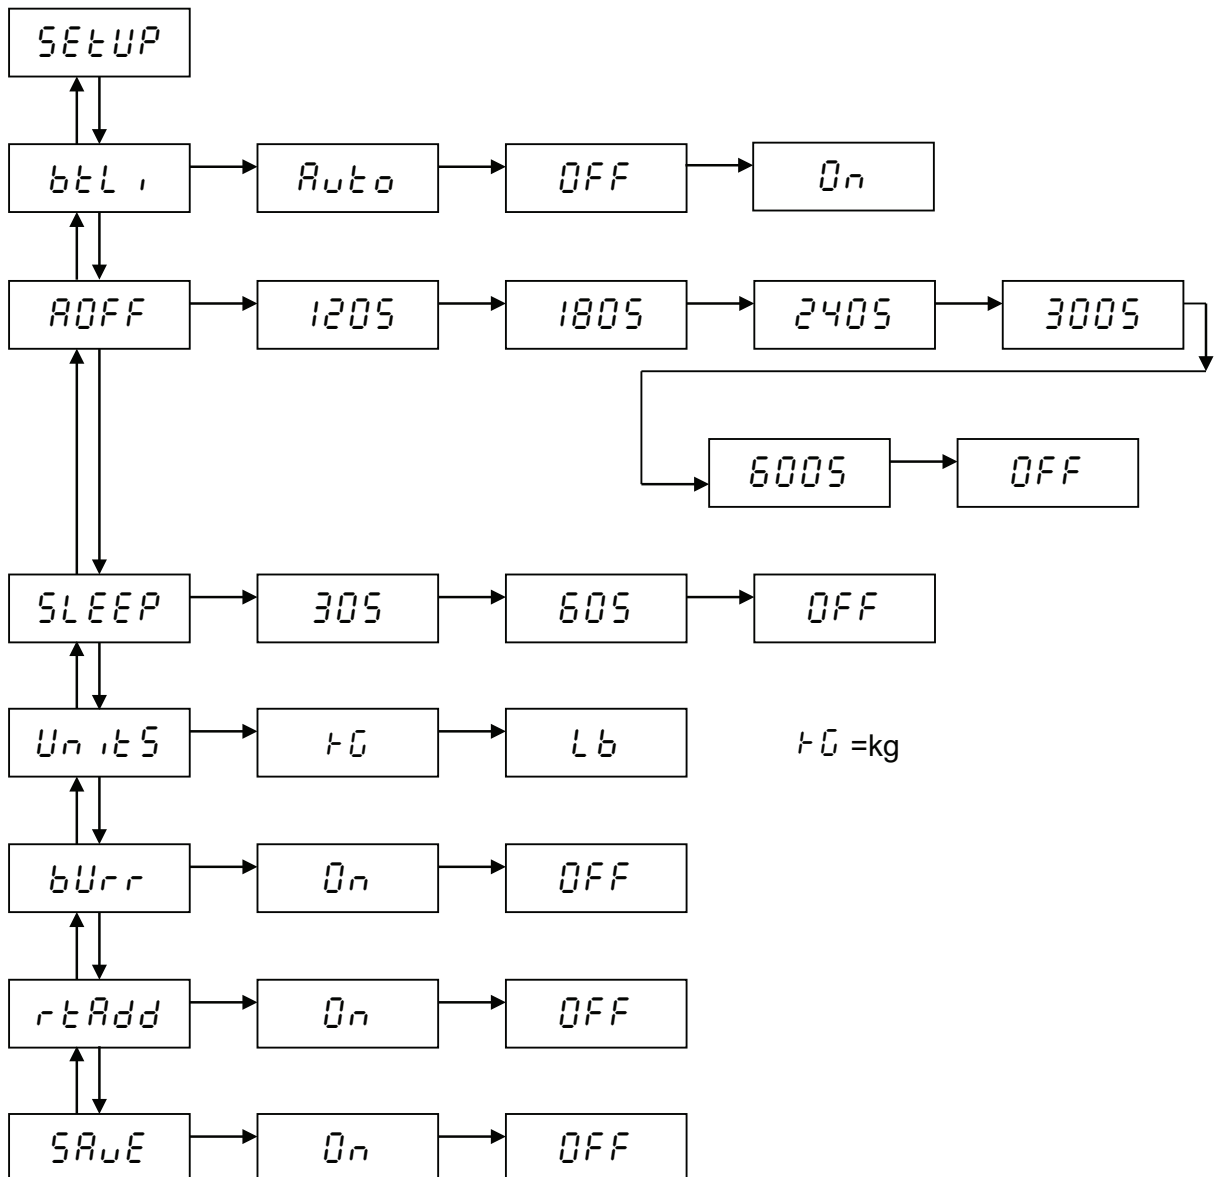 SEtUP
btLi Auto OFF On
AOFF 120S 180S 240S 300S
600S OFF
SLEEP 30S 60S OFF
UnitS kG Lb kG =kg
bUrr On OFF
rtAdd On OFF
SAvE On OFF